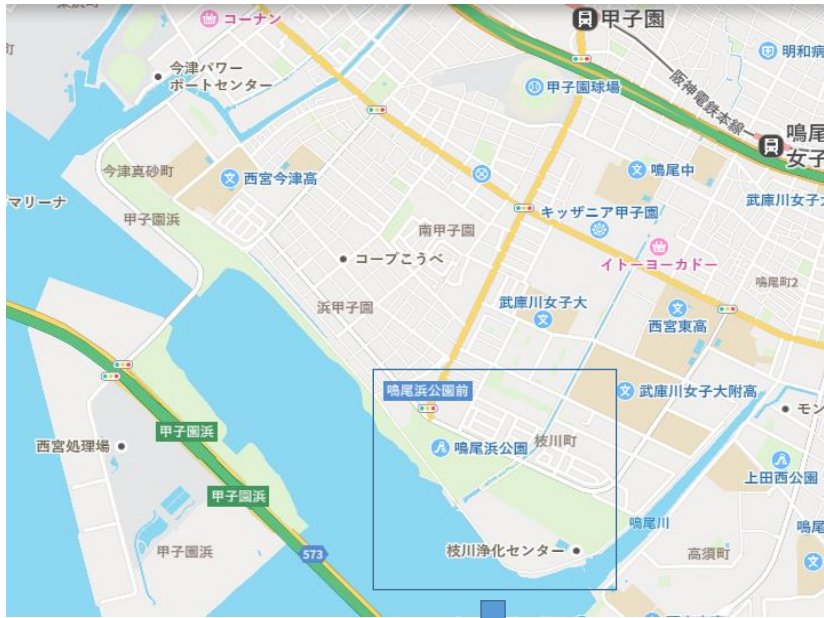 コーナン
甲子園
明和病
今津パワー
ポートセンター
甲子園球場
阪神電鉄本線
鳴尾
女子
今津真砂町
西宮今津高
鳴尾中
マリーナ
甲子園浜
南甲子園
キッザニア甲子園
武庫川女子大
コープこうべ
イトーヨーカドー
鳴尾町2
浜甲子園
武庫川女子大
西宮東高
鳴尾浜公園前
武庫川女子大附高
モン
甲子園浜
西宮処理場
鳴尾浜公園
枝川町
上田西公園
甲子園浜
鳴尾川
鳴尾
甲子園浜
573
枝川浄化センター
高須町